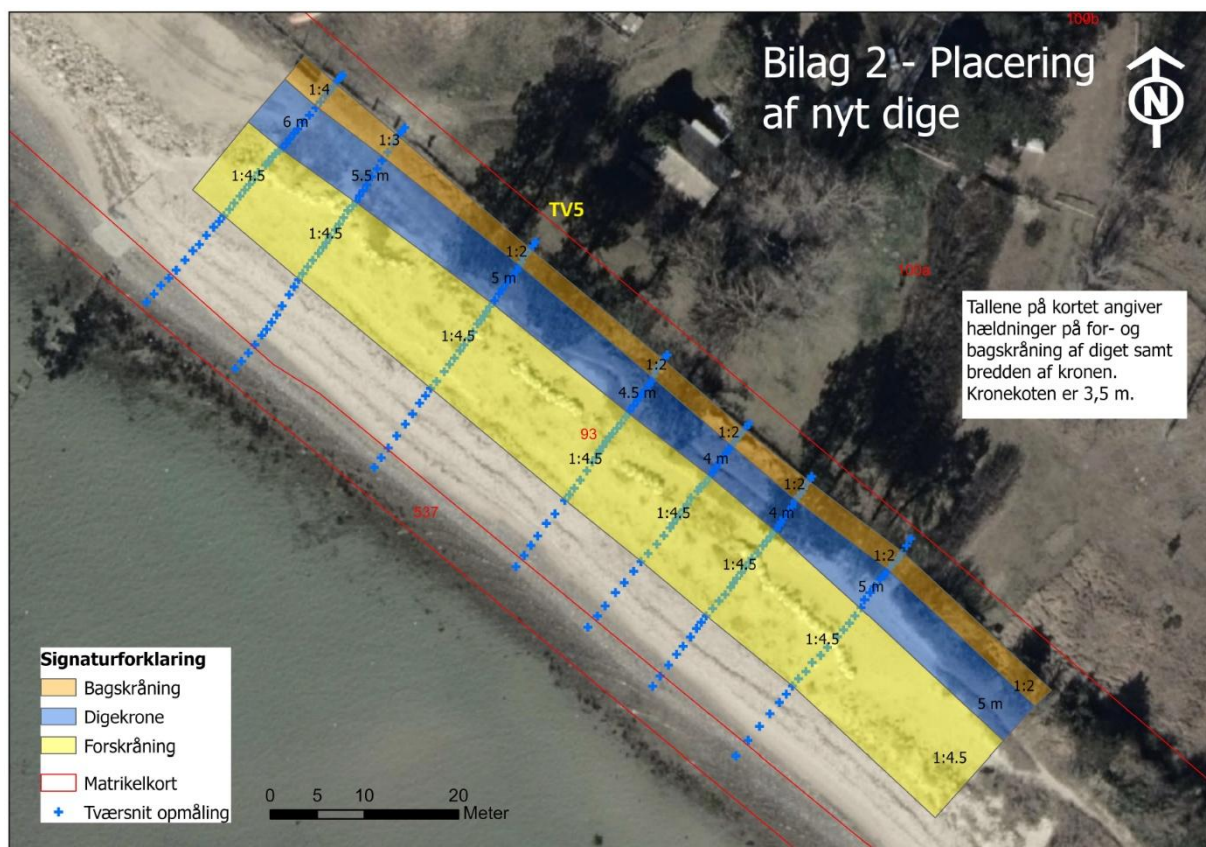 Bilag 2 - Placering
af nyt dige
N
109b
1:4
6 m
1:3
5.5 m
1:4.5
1:4.5
TV5
1:2
5 m
1:4.5
Tallene på kortet angiver
hældninger på for- og
bagskråning af diget samt
bredden af kronen.
Kronekoten er 3,5 m.
1:2
4.5 m
93
1:4.5
1:2
4 m
1:4.5
537
1:2
4 m
1:4.5
1:2
5 m
1:4.5
1:2
5 m
1:4.5
Signaturforklaring
Bagskråning
Digekrone
Forskråning
Matrikelkort
Tværsnit opmåling
0 5 10 20
Meter